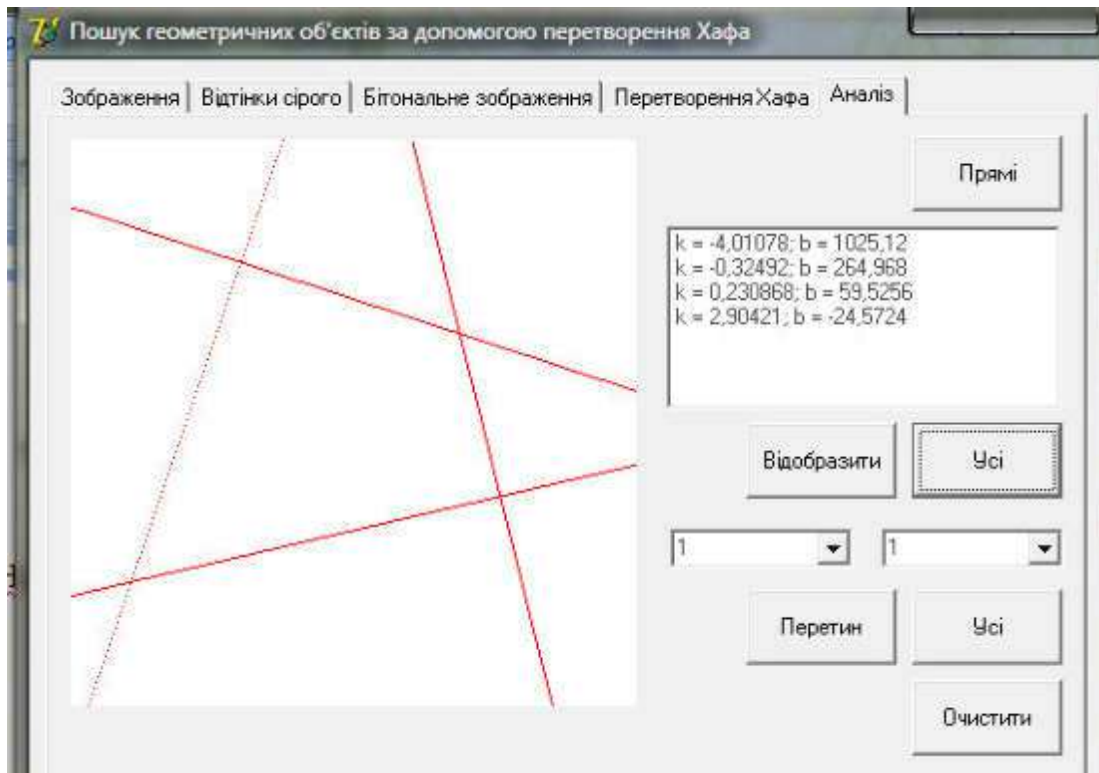 Пошук геометричних об'єктів за допомогою перетворення Хафа
Зображення Відтінки сірого Бітональне зображення Перетворення Хафа Аналіз
Прямі
k = -4,01078; b = 1025,12
k = -0,32492; b = 264,968
k = 0,230868; b = 59,5256
k = 2,90421; b = -24,5724
Відобразити Усі
1 1
Перетин Усі
Очистити